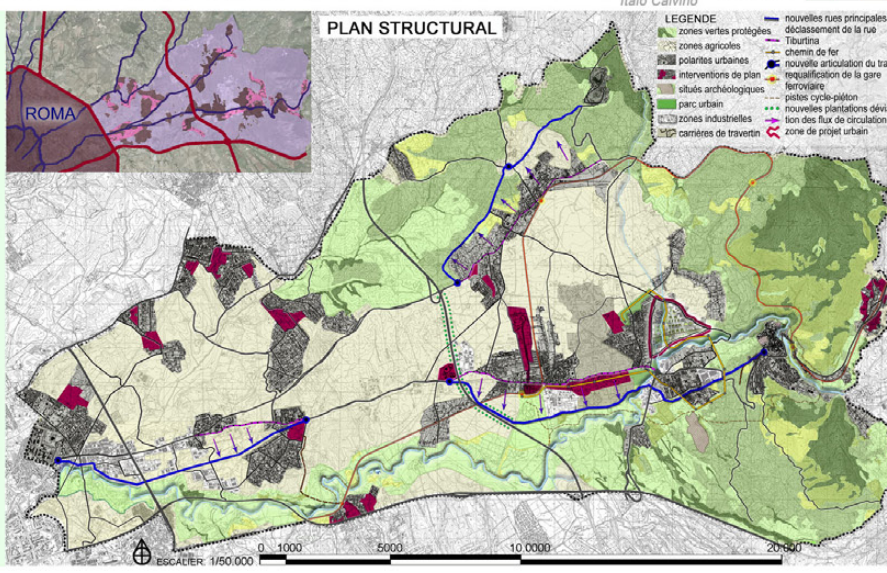 Italo Calvino
PLAN STRUCTURAL
ROMA
LEGENDE
zones vertes protégées
zones agricoles
polarites urbaines
interventions de plan
situés archéologiques
parc urbain
zones industrielles
carrières de travertin
nouvelles rues principales
déclassement de la rue
Tiburtina
chemin de fer
nouvelle articulation du tra
requalification de la gare
ferroviaire
pistes cycle-piéton
nouvelles plantations dévi
tion des flux de circulation
zone de projet urbain
ESCALIER: 1/50.000
0 1000 5000 10.0000 20.000